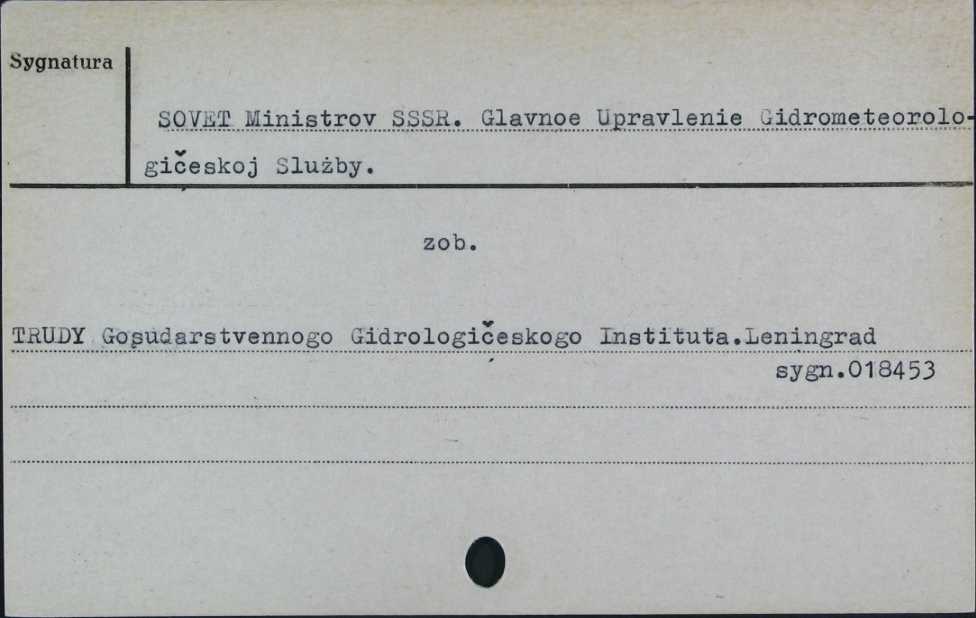 Sygnatura
SOVET Ministrov SSSR. Glavnoe Upravlenie Gidrometeorolo-
gičeskoj Służby.
zob.
TRUDY Gosudarstvennogo Gidrologičeskogo Instituta.Leningrad
sygn.018453